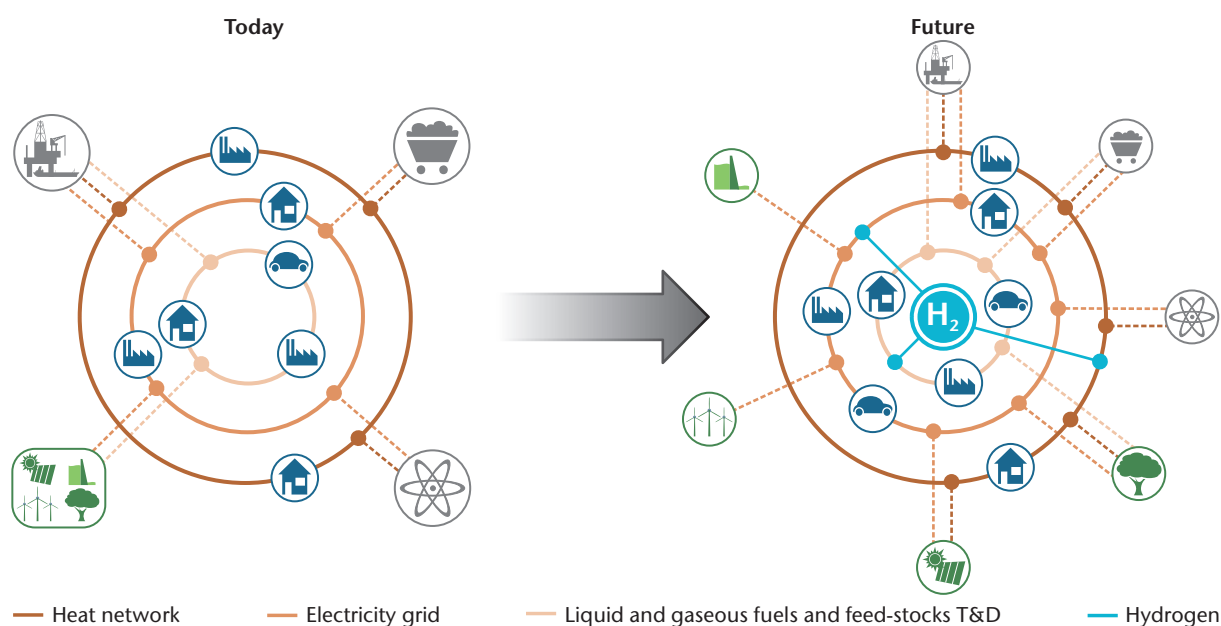 Today
Future
H2
Heat network
Electricity grid
Liquid and gaseous fuels and feed-stocks T&D
Hydrogen